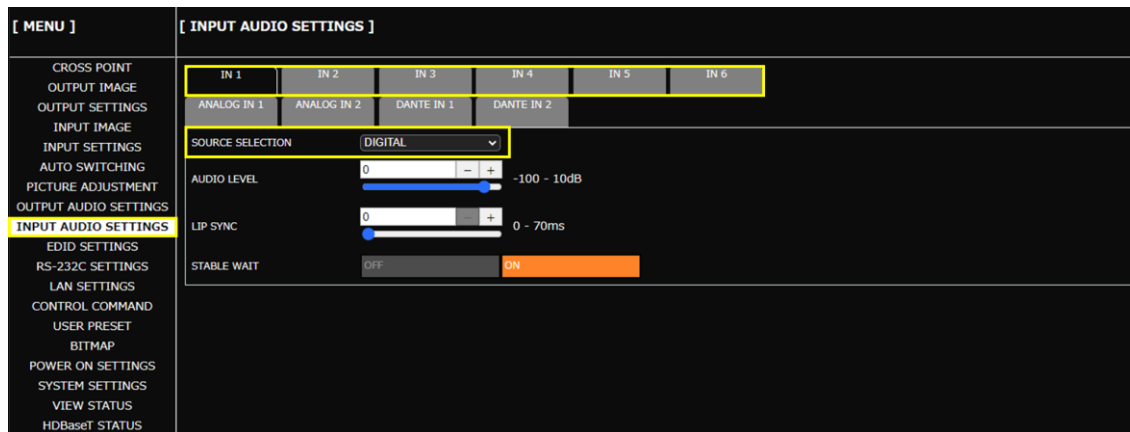 [ MENU ]
[ INPUT AUDIO SETTINGS ]
CROSS POINT
OUTPUT IMAGE
OUTPUT SETTINGS
INPUT IMAGE
INPUT SETTINGS
AUTO SWITCHING
PICTURE ADJUSTMENT
OUTPUT AUDIO SETTINGS
INPUT AUDIO SETTINGS
EDID SETTINGS
RS-232C SETTINGS
LAN SETTINGS
CONTROL COMMAND
USER PRESET
BITMAP
POWER ON SETTINGS
SYSTEM SETTINGS
VIEW STATUS
HDBaseT STATUS
IN 1 IN 2 IN 3 IN 4 IN 5 IN 6
ANALOG IN 1 ANALOG IN 2 DANTE IN 1 DANTE IN 2
SOURCE SELECTION DIGITAL
AUDIO LEVEL 0 − + -100 - 10dB
LIP SYNC 0 − + 0 - 70ms
STABLE WAIT OFF ON